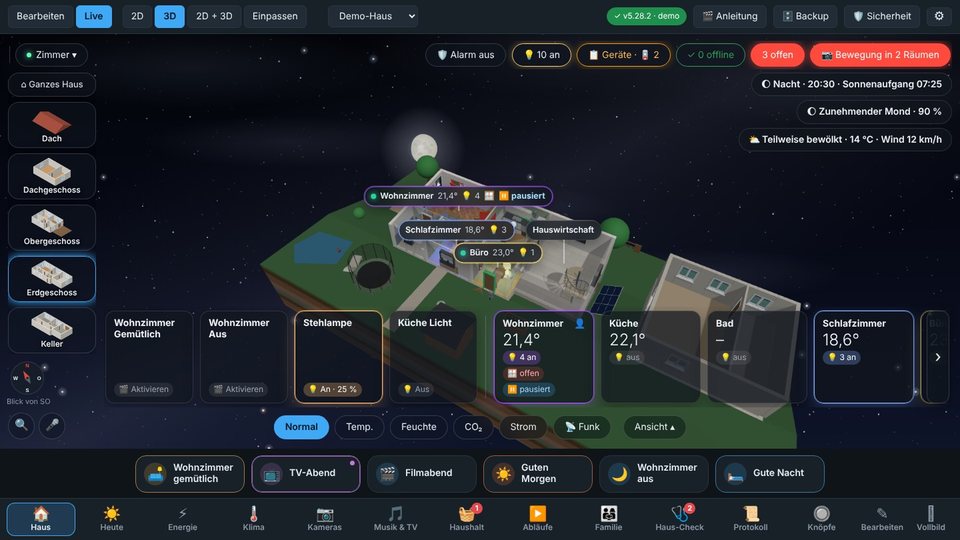 Bearbeiten
Live
2D
3D
2D + 3D
Einpassen
Demo-Haus
✓ v5.28.2 · demo
Anleitung
Backup
Sicherheit
Zimmer ▾
Alarm aus
10 an
Geräte · 2
✓ 0 offline
3 offen
Bewegung in 2 Räumen
⌂ Ganzes Haus
Nacht · 20:30 · Sonnenaufgang 07:25
Zunehmender Mond · 90 %
Teilweise bewölkt · 14 °C · Wind 12 km/h
Dach
Dachgeschoss
Obergeschoss
Erdgeschoss
Keller
Wohnzimmer 21,4° 4 pausiert
Schlafzimmer 18,6° 3
Hauswirtschaft
Büro 23,0° 1
Wohnzimmer
Gemütlich
Aktivieren
Wohnzimmer
Aus
Aktivieren
Stehlampe
An · 25 %
Küche Licht
Aus
Wohnzimmer
21,4°
4 an
offen
pausiert
Küche
22,1°
aus
Bad
–
aus
Schlafzimmer
18,6°
3 an
›
N
W
O
S
Blick von SO
Normal
Temp.
Feuchte
CO₂
Strom
Funk
Ansicht ▴
Wohnzimmer
gemütlich
TV-Abend
Filmabend
Guten
Morgen
Wohnzimmer
aus
Gute Nacht
Haus
Heute
Energie
Klima
Kameras
Musik & TV
1
Haushalt
Abläufe
Familie
2
Haus-Check
Protokoll
Knöpfe
Bearbeiten
Vollbild